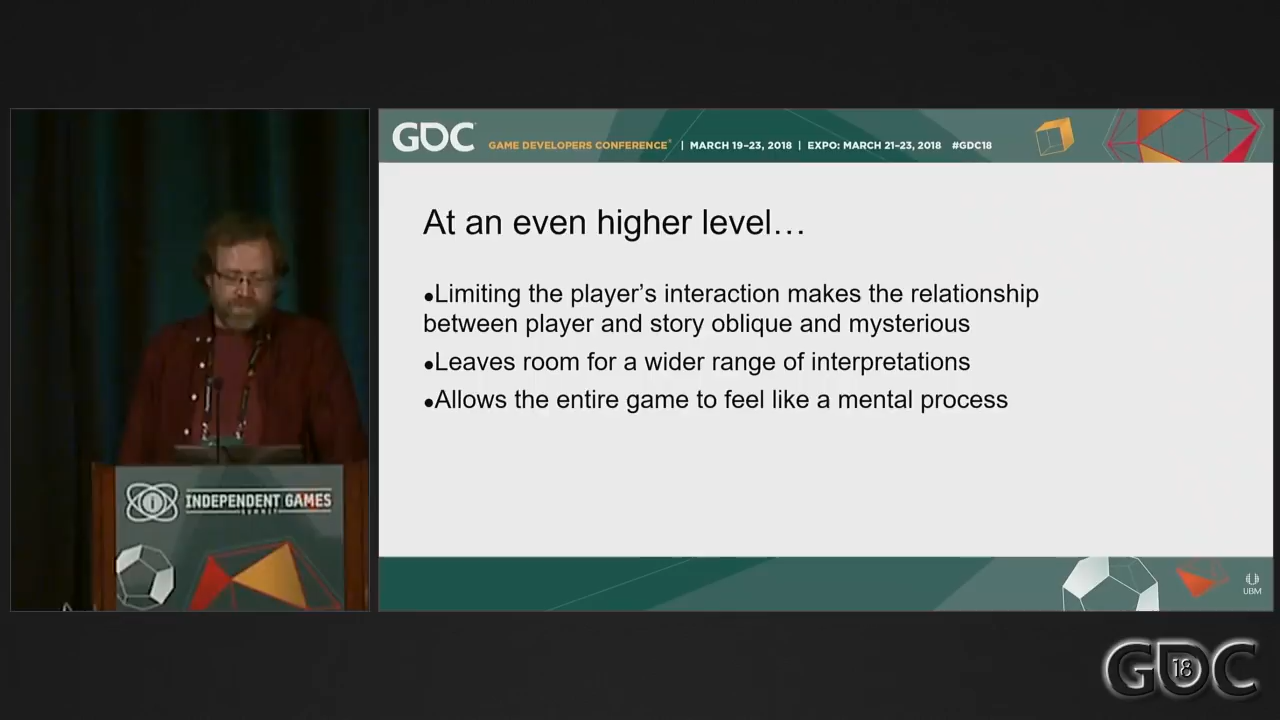 GDC
GAME DEVELOPERS CONFERENCE® | MARCH 19–23, 2018 | EXPO: MARCH 21–23, 2018 #GDC18
At an even higher level…
●Limiting the player’s interaction makes the relationship
between player and story oblique and mysterious
●Leaves room for a wider range of interpretations
●Allows the entire game to feel like a mental process
INDEPENDENT GAMES
SUMMIT
UBM
GDC
18